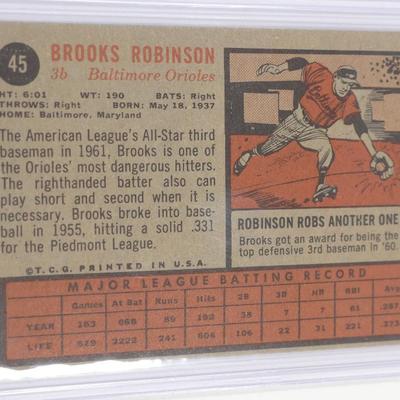 45
BROOKS ROBINSON
3b Baltimore Orioles
HT: 6:01 WT: 190 BATS: Right
THROWS: Right BORN: May 18, 1937
HOME: Baltimore, Maryland
The American League's All-Star third
baseman in 1961, Brooks is one of
the Orioles' most dangerous hitters.
The righthanded batter also can
play short and second when it is
necessary. Brooks broke into base-
ball in 1955, hitting a solid .331
for the Piedmont League.
©T.C.G. PRINTED IN U.S.A.
ROBINSON ROBS ANOTHER ONE
Brooks got an award for being the
top defensive 3rd baseman in '60.
MAJOR LEAGUE BATTING RECORD
Games At Bat Runs Hits 2B 3B HR RBI Avg.
YEAR 163 668 89 192 38 7 7 61 .287
LIFE 829 3222 241 606 106 22 31 221 .273